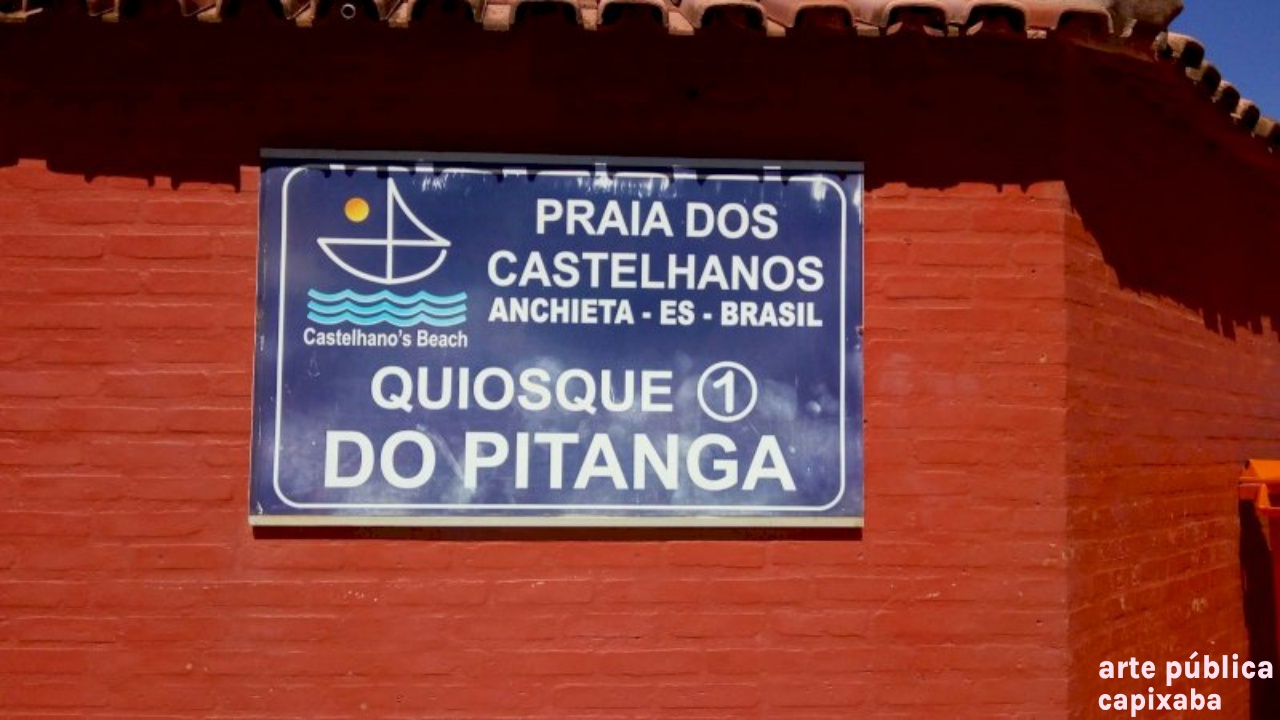 PRAIA DOS
CASTELHANOS
ANCHIETA - ES - BRASIL
Castelhano's Beach
QUIOSQUE 1
DO PITANGA
arte pública
capixaba